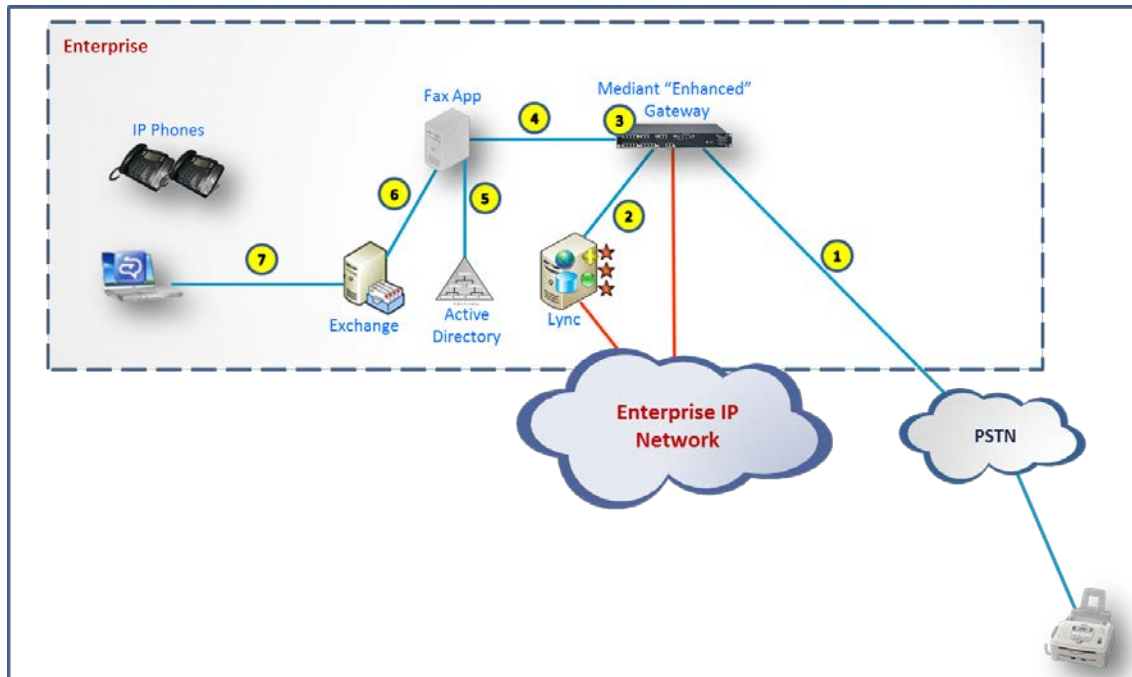 Enterprise
Mediant “Enhanced”
Gateway
Fax App
IP Phones
4
3
6
5
2
7
1
Exchange
Active
Directory
Lync
Enterprise IP
Network
PSTN